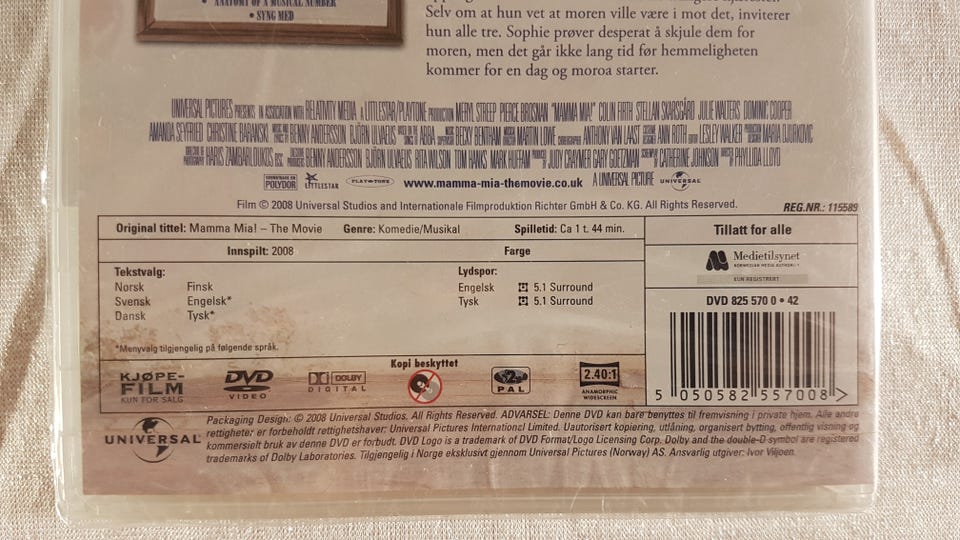 • ANATOMY OF A MUSICAL NUMBER
• SYNG MED
Selv om at hun vet at moren ville være i mot det, inviterer
hun alle tre. Sophie prøver desperat å skjule dem for
moren, men det går ikke lang tid før hemmeligheten
kommer for en dag og moroa starter.
UNIVERSAL PICTURES PRESENTS IN ASSOCIATION WITH RELATIVITY MEDIA A LITTLESTAR/PLAYTONE PRODUCTION MERYL STREEP PIERCE BROSNAN "MAMMA MIA!" COLIN FIRTH STELLAN SKARSGÅRD JULIE WALTERS DOMINIC COOPER
AMANDA SEYFRIED CHRISTINE BARANSKI BENNY ANDERSSON BJÖRN ULVAEUS ABBA BECKY BENTHAM MARTIN LOWE ANTHONY VAN LAAST ANN ROTH LESLEY WALKER MARIA DJURKOVIC
HARIS ZAMBARLOUKOS BSC BENNY ANDERSSON BJÖRN ULVAEUS RITA WILSON TOM HANKS MARK HUFFAM JUDY CRAYMER GARY GOETZMAN CATHERINE JOHNSON PHYLLIDA LLOYD
SOUNDTRACK ON POLYDOR LITTLESTAR PLAY-TONE www.mamma-mia-themovie.co.uk A UNIVERSAL PICTURE UNIVERSAL
Film © 2008 Universal Studios and Internationale Filmproduktion Richter GmbH & Co. KG. All Rights Reserved.
REG.NR.: 115589
Original tittel: Mamma Mia! – The Movie Genre: Komedie/Musikal Spilletid: Ca 1 t. 44 min.
Tillatt for alle
Innspilt: 2008 Farge
Medietilsynet
NORWEGIAN MEDIA AUTHORITY
KUN REGISTRERT
Tekstvalg: Lydspor:
Norsk Finsk Engelsk 5.1 Surround
Svensk Engelsk* Tysk 5.1 Surround
Dansk Tysk*
DVD 825 570 0 • 42
*Menyvalg tilgjengelig på følgende språk.
Kopi beskyttet
KJØPE-
FILM
KUN FOR SALG
DVD
VIDEO
DOLBY
DIGITAL
PAL
2.40:1
ANAMORPHIC
WIDESCREEN
5 050582 557008 >
UNIVERSAL
Packaging Design: © 2008 Universal Studios. All Rights Reserved. ADVARSEL: Denne DVD kan bare benyttes til fremvisning i private hjem. Alle andre
rettigheter er forbeholdt rettighetshaver: Universal Pictures International Limited. Uautorisert kopiering, utlåning, organisert bytting, offentlig visning og
kommersielt bruk av denne DVD er forbudt. DVD Logo is a trademark of DVD Format/Logo Licensing Corp. Dolby and the double-D symbol are registered
trademarks of Dolby Laboratories. Tilgjengelig i Norge eksklusivt gjennom Universal Pictures (Norway) AS. Ansvarlig utgiver: Ivor Viljoen.